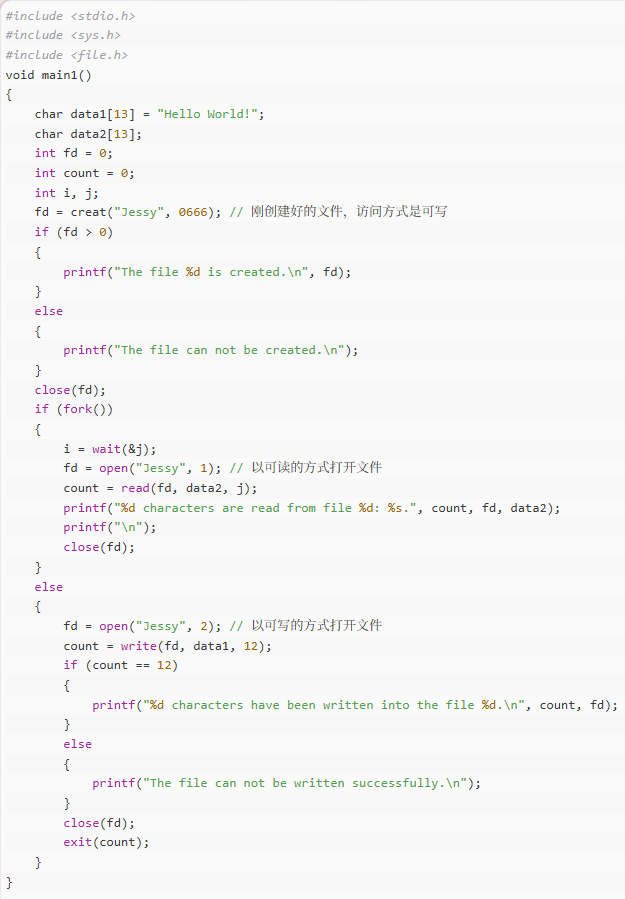 #include <stdio.h>
#include <sys.h>
#include <file.h>
void main1()
{
    char data1[13] = "Hello World!";
    char data2[13];
    int fd = 0;
    int count = 0;
    int i, j;
    fd = creat("Jessy", 0666); // 刚创建好的文件，访问方式是可写
    if (fd > 0)
    {
        printf("The file %d is created.\n", fd);
    }
    else
    {
        printf("The file can not be created.\n");
    }
    close(fd);
    if (fork())
    {
        i = wait(&j);
        fd = open("Jessy", 1); // 以可读的方式打开文件
        count = read(fd, data2, j);
        printf("%d characters are read from file %d: %s.", count, fd, data2);
        printf("\n");
        close(fd);
    }
    else
    {
        fd = open("Jessy", 2); // 以可写的方式打开文件
        count = write(fd, data1, 12);
        if (count == 12)
        {
            printf("%d characters have been written into the file %d.\n", count, fd);
        }
        else
        {
            printf("The file can not be written successfully.\n");
        }
        close(fd);
        exit(count);
    }
}